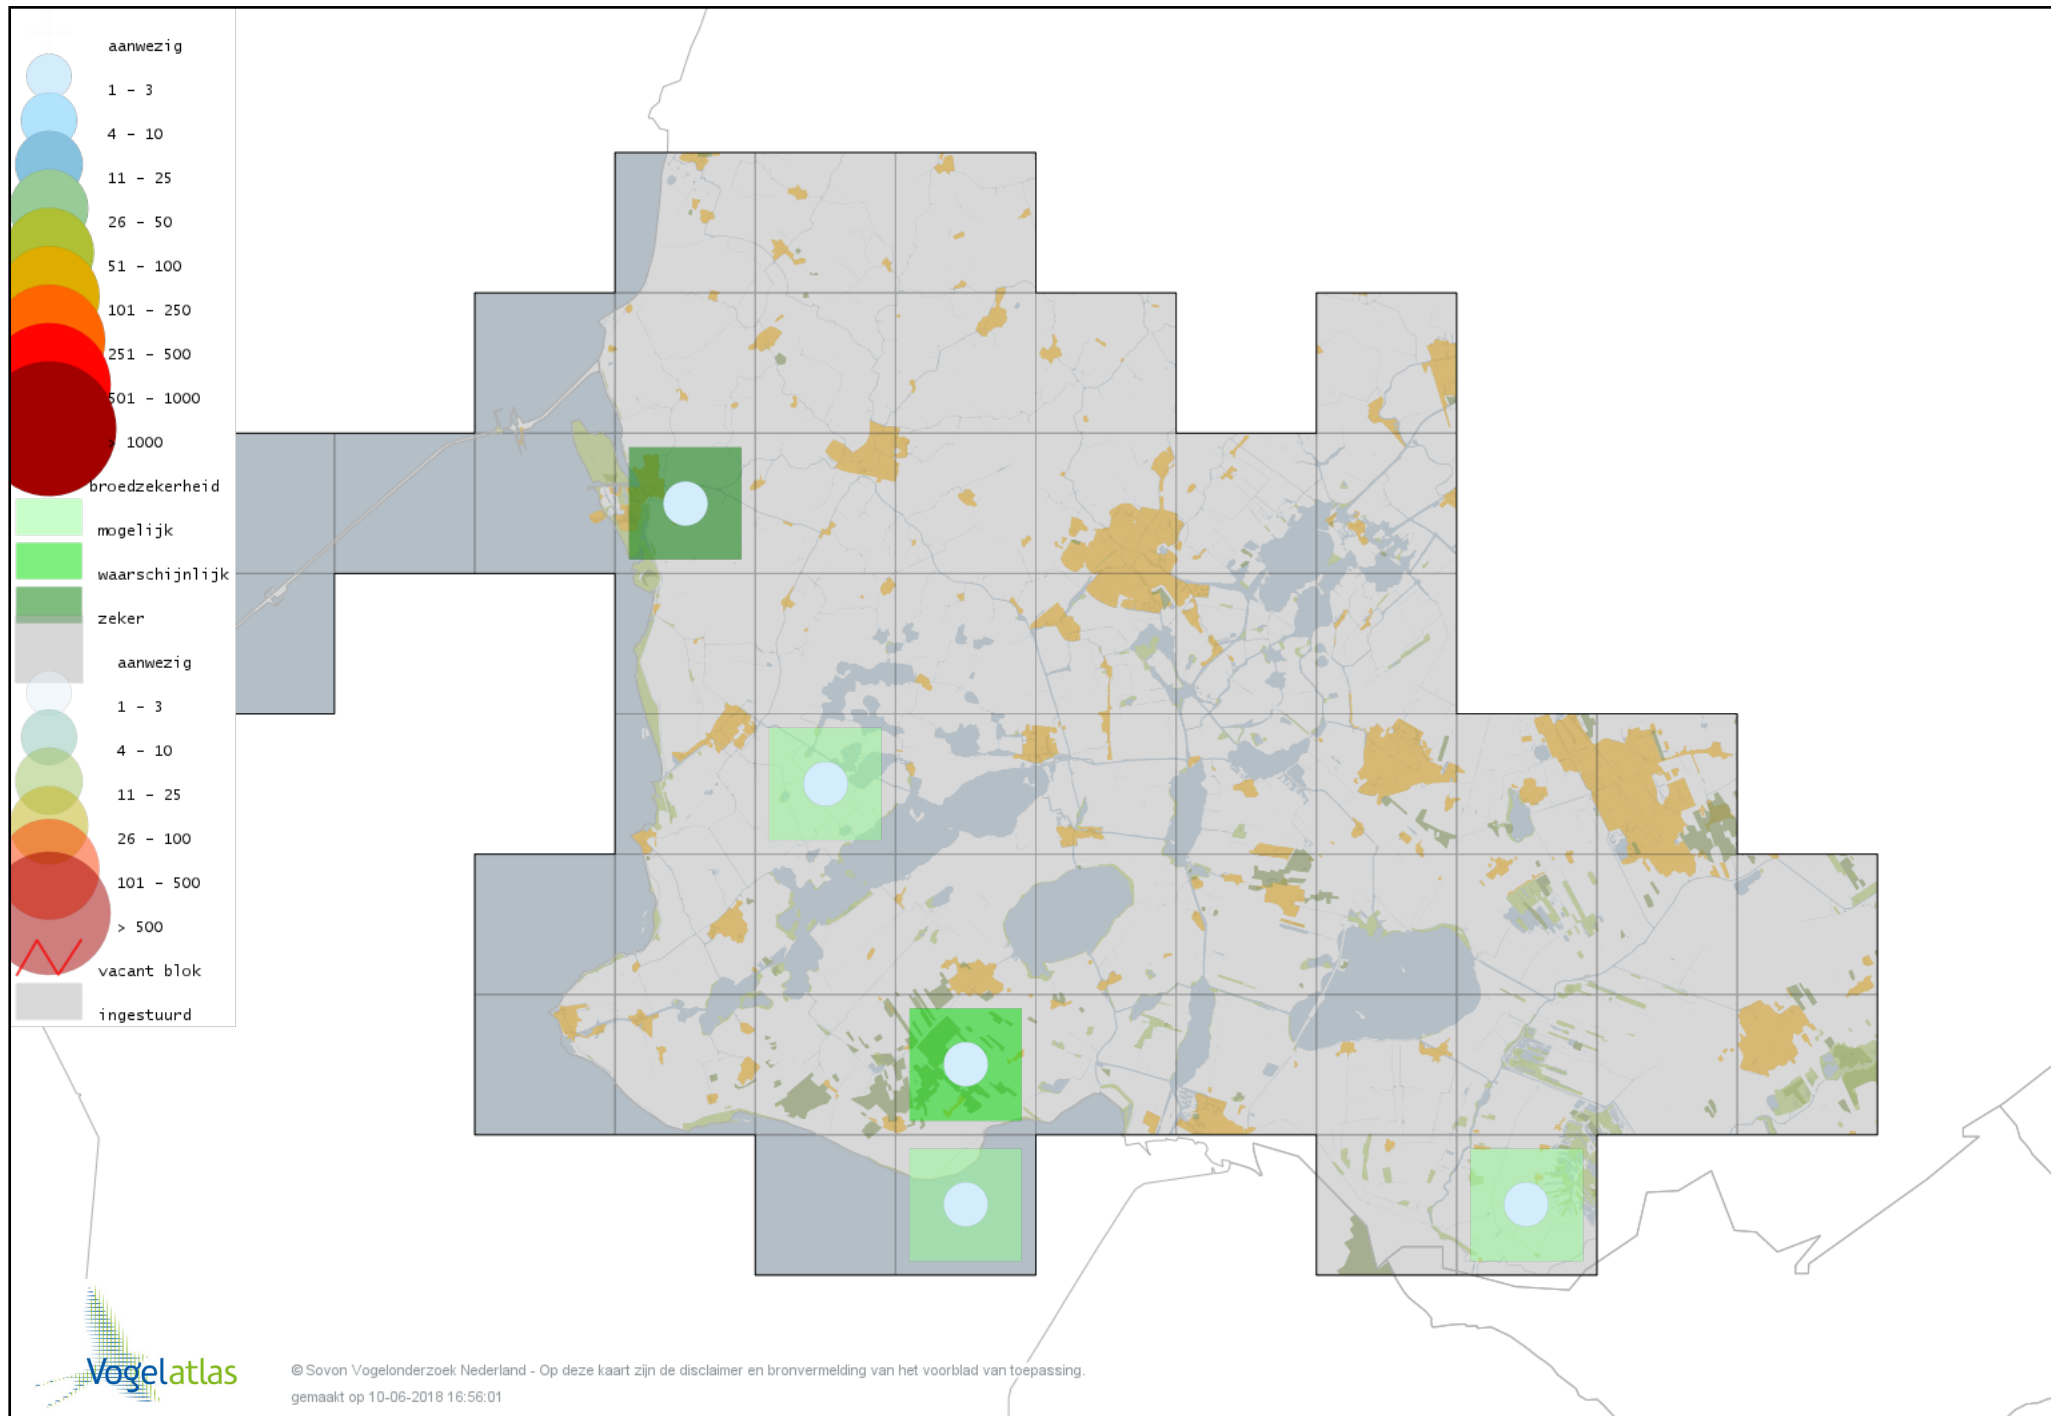 aanwezig
1 – 3
4 – 10
11 – 25
26 – 50
51 – 100
101 – 250
251 – 500
501 – 1000
> 1000
broedzekerheid
mogelijk
waarschijnlijk
zeker
aanwezig
1 – 3
4 – 10
11 – 25
26 – 100
101 – 500
> 500
vacant blok
ingestuurd
Vogelatlas
© Sovon Vogelonderzoek Nederland - Op deze kaart zijn de disclaimer en bronvermelding van het voorblad van toepassing.
gemaakt op 10-06-2018 16:56:01